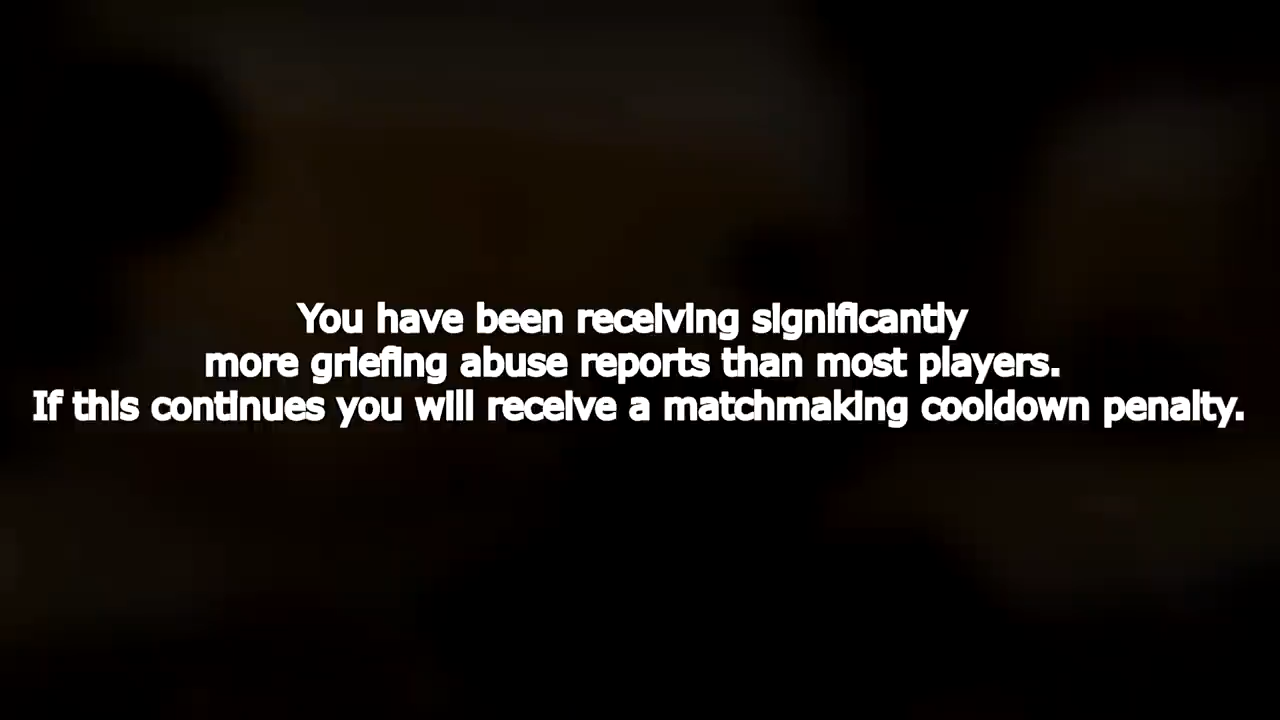 You have been receiving significantly
more griefing abuse reports than most players.
If this continues you will receive a matchmaking cooldown penalty.